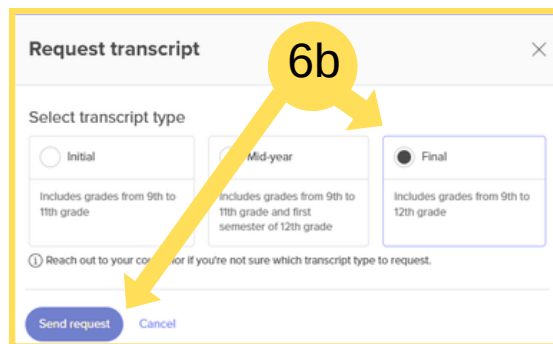 Request transcript
6b
Select transcript type
Initial
Mid-year
Final
Includes grades from 9th to
11th grade
Includes grades from 9th to
11th grade and first
semester of 12th grade
Includes grades from 9th to
12th grade
Reach out to your if you're not sure which transcript type to request.
Send request
Cancel